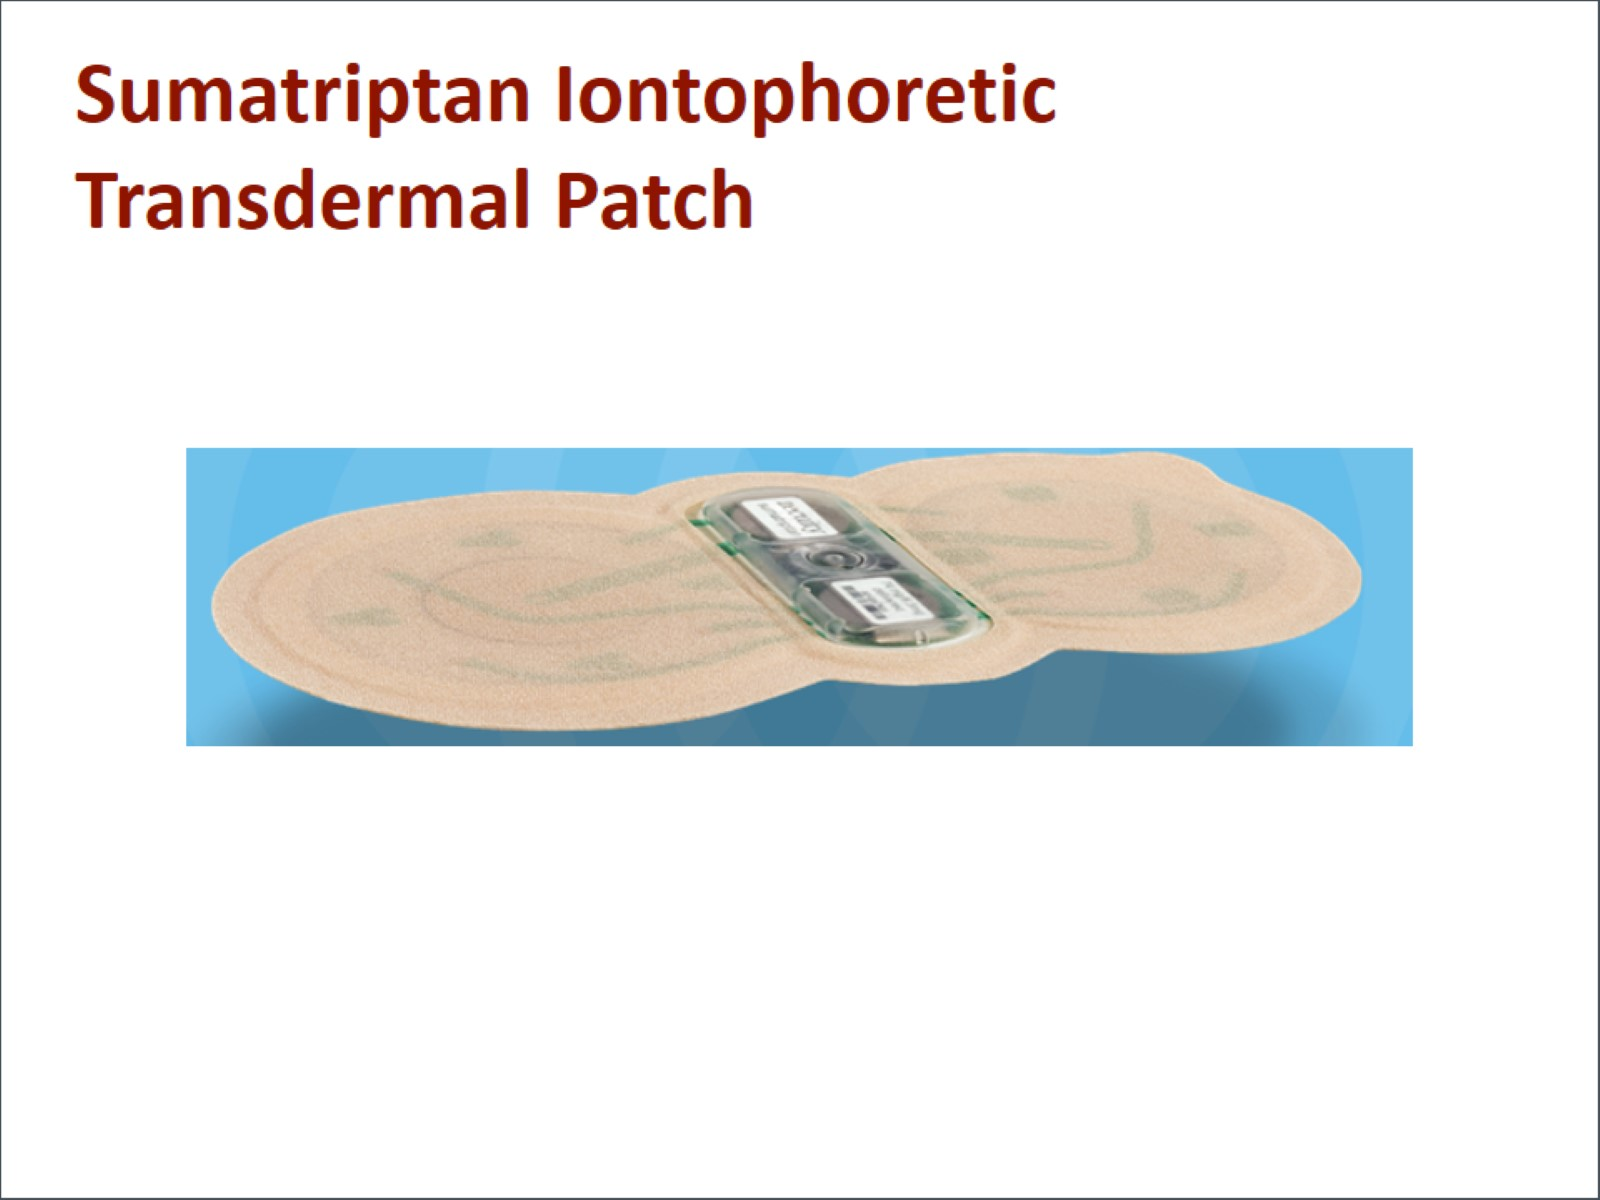 Sumatriptan Iontophoretic
Transdermal Patch